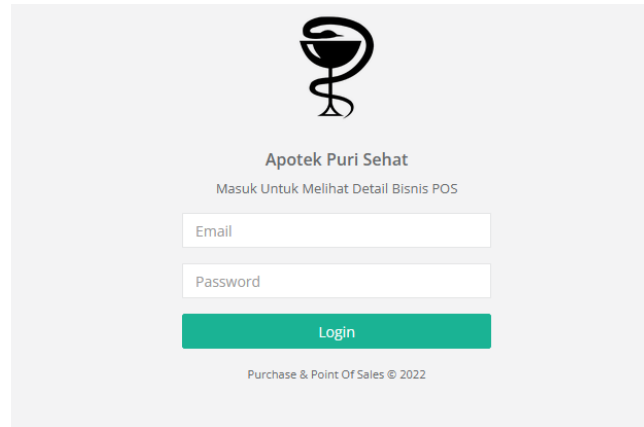 Apotek Puri Sehat
Masuk Untuk Melihat Detail Bisnis POS
Email
Password
Login
Purchase & Point Of Sales © 2022